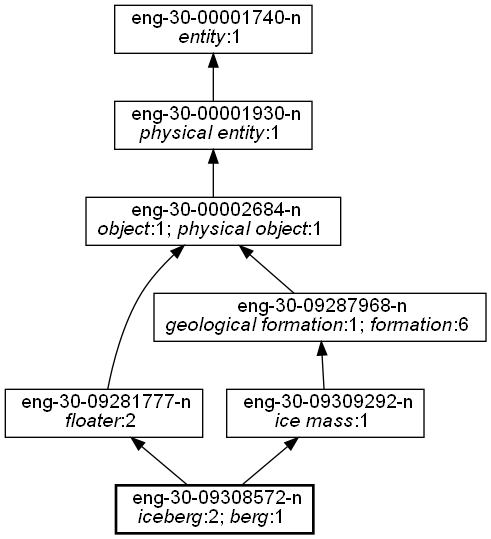 eng-30-00001740-n
entity:1
eng-30-00001930-n
physical entity:1
eng-30-00002684-n
object:1; physical object:1
eng-30-09287968-n
geological formation:1; formation:6
eng-30-09281777-n
floater:2
eng-30-09309292-n
ice mass:1
eng-30-09308572-n
iceberg:2; berg:1